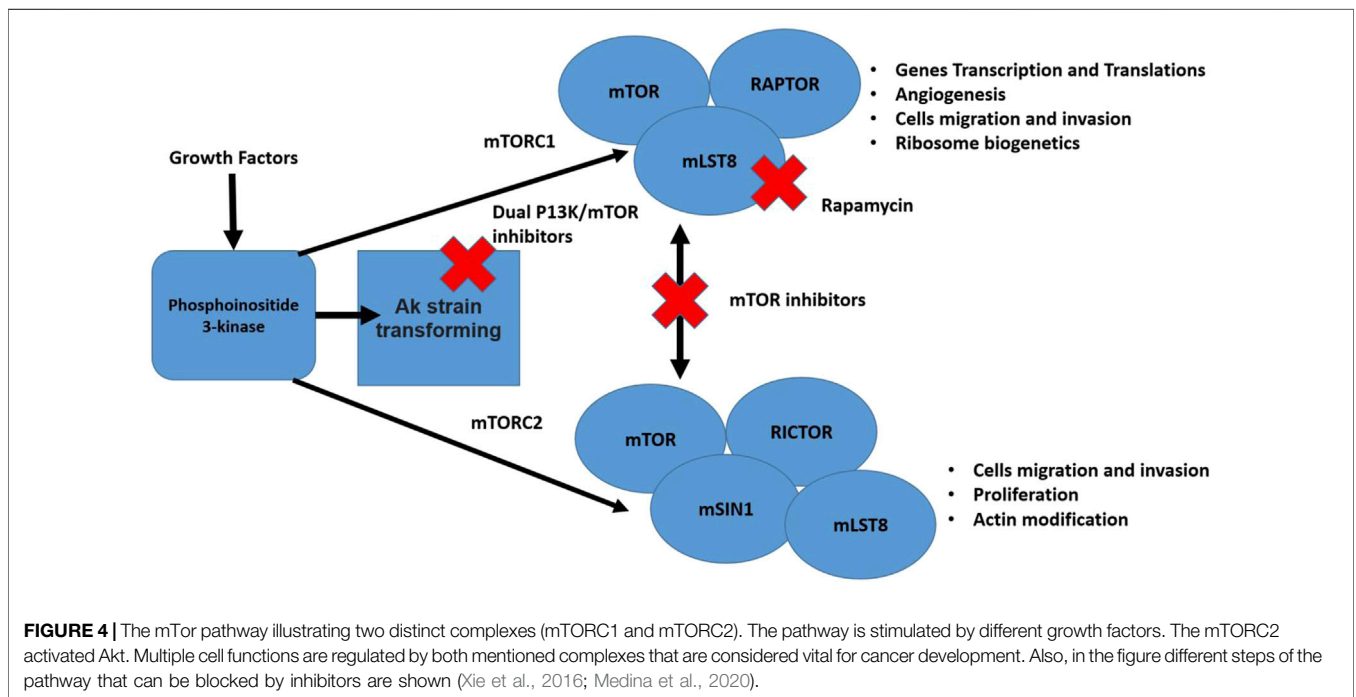 mTOR
RAPTOR
mLST8
• Genes Transcription and Translations
• Angiogenesis
• Cells migration and invasion
• Ribosome biogenetics
mTORC1
Growth Factors
Rapamycin
Dual P13K/mTOR
inhibitors
Phosphoinositide
3-kinase
Ak strain
transforming
mTOR inhibitors
mTORC2
mTOR
RICTOR
mSIN1
mLST8
• Cells migration and invasion
• Proliferation
• Actin modification
FIGURE 4 | The mTor pathway illustrating two distinct complexes (mTORC1 and mTORC2). The pathway is stimulated by different growth factors. The mTORC2
activated Akt. Multiple cell functions are regulated by both mentioned complexes that are considered vital for cancer development. Also, in the figure different steps of the
pathway that can be blocked by inhibitors are shown (Xie et al., 2016; Medina et al., 2020).